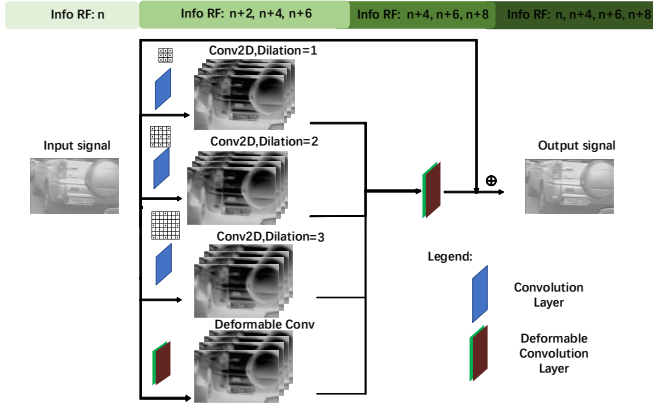 Info RF: n
Info RF: n+2, n+4, n+6
Info RF: n+4, n+6, n+8
Info RF: n, n+4, n+6, n+8
Conv2D,Dilation=1
Input signal
Conv2D,Dilation=2
Output signal
⊕
Conv2D,Dilation=3
Legend:
Convolution
Layer
Deformable Conv
Deformable
Convolution
Layer